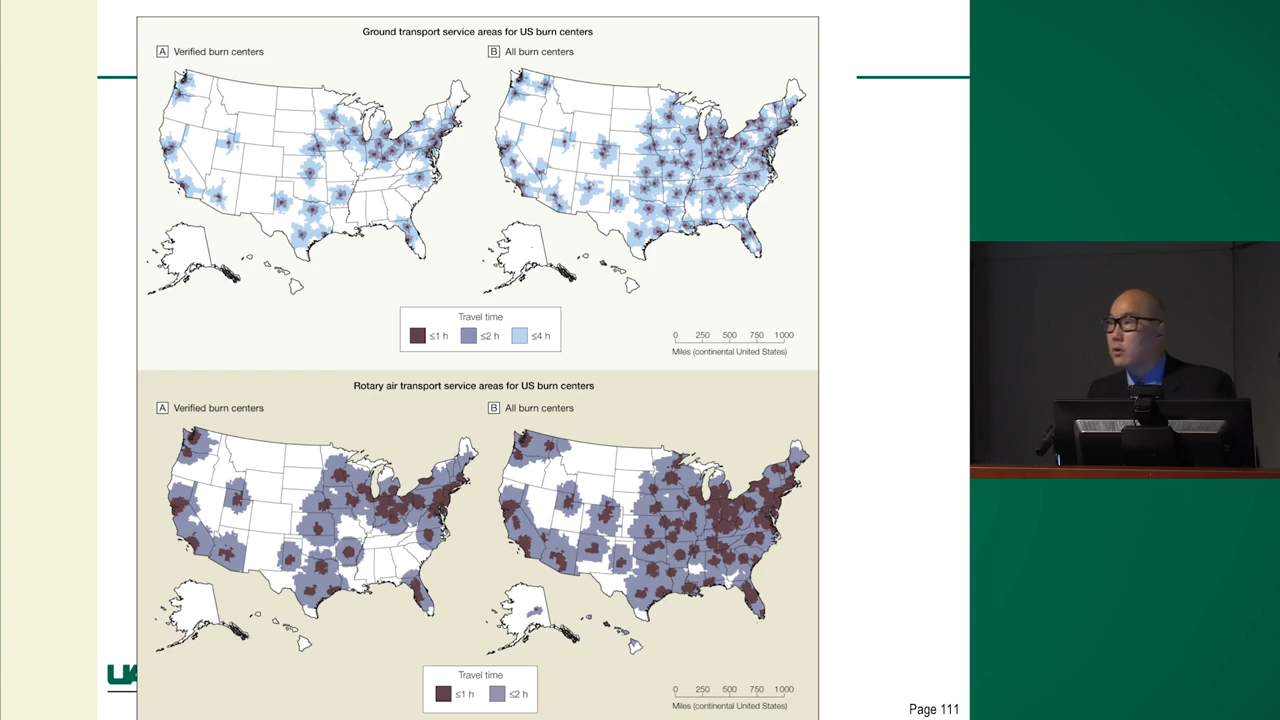 Ground transport service areas for US burn centers
A Verified burn centers
B All burn centers
Travel time
≤1 h ≤2 h ≤4 h
0 250 500 750 1000
Miles (continental United States)
Rotary air transport service areas for US burn centers
A Verified burn centers
B All burn centers
Travel time
≤1 h ≤2 h
0 250 500 750 1000
Miles (continental United States)
Page 111